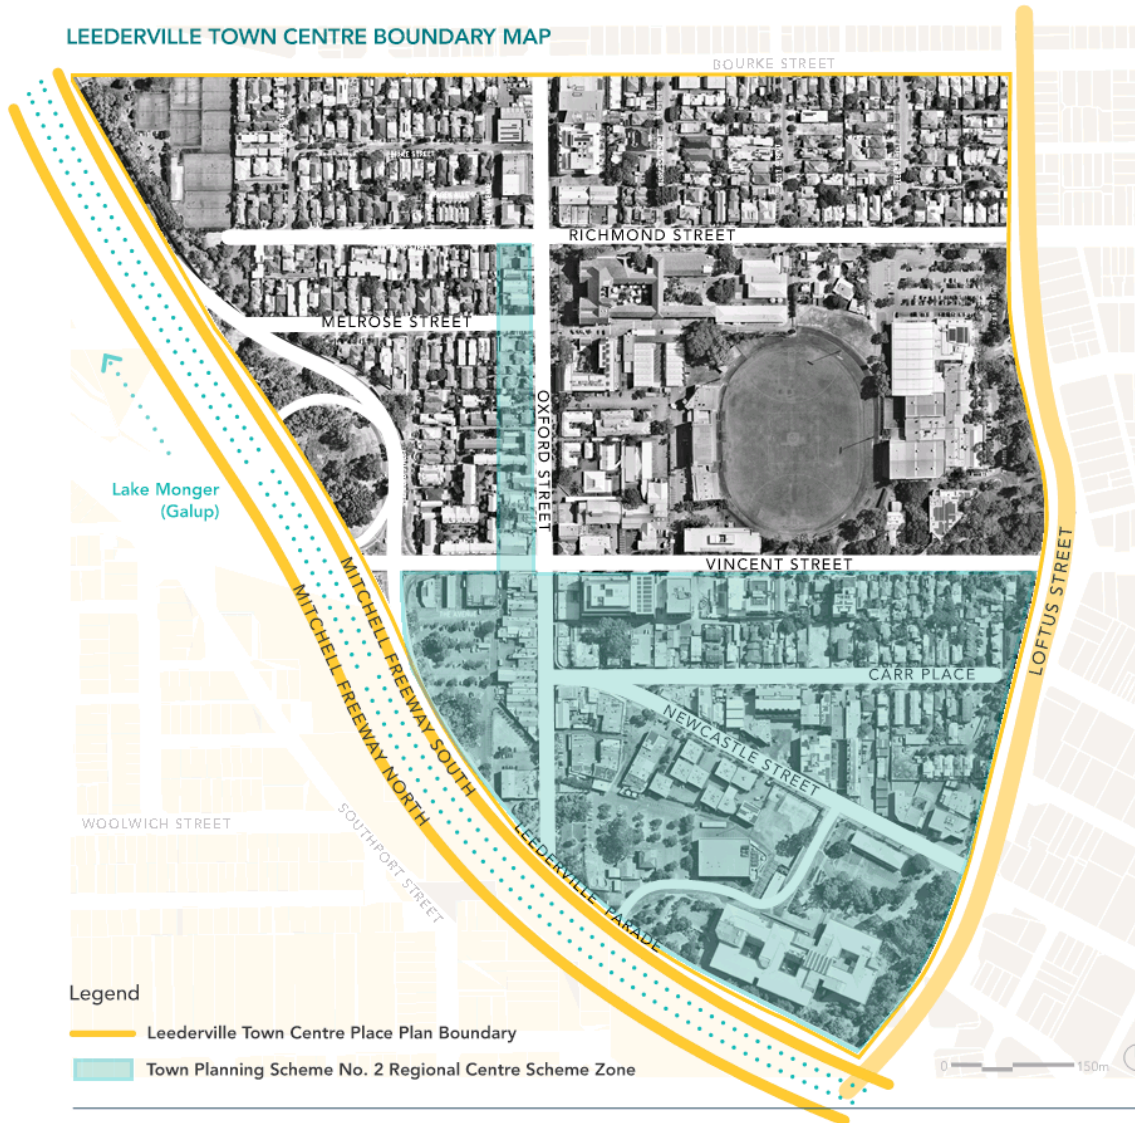 LEEDERVILLE TOWN CENTRE BOUNDARY MAP
BOURKE STREET
RICHMOND STREET
MELROSE STREET
OXFORD STREET
Lake Monger
(Galup)
VINCENT STREET
LOFTUS STREET
MITCHELL FREEWAY SOUTH
MITCHELL FREEWAY NORTH
CARR PLACE
NEWCASTLE STREET
WOOLWICH STREET
SOUTHPORT STREET
LEEDERVILLE PARADE
Legend
Leederville Town Centre Place Plan Boundary
Town Planning Scheme No. 2 Regional Centre Scheme Zone
0 150m